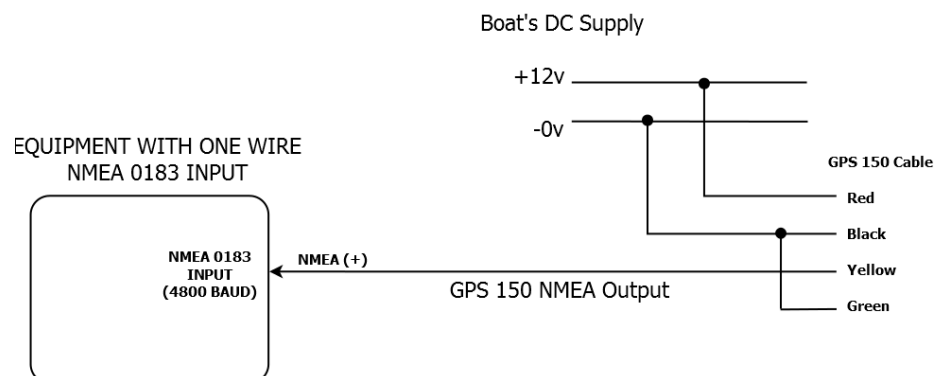 Boat's DC Supply
+12v
-0v
EQUIPMENT WITH ONE WIRE
NMEA 0183 INPUT
GPS 150 Cable
Red
Black
NMEA 0183
INPUT
(4800 BAUD)
NMEA (+)
Yellow
GPS 150 NMEA Output
Green